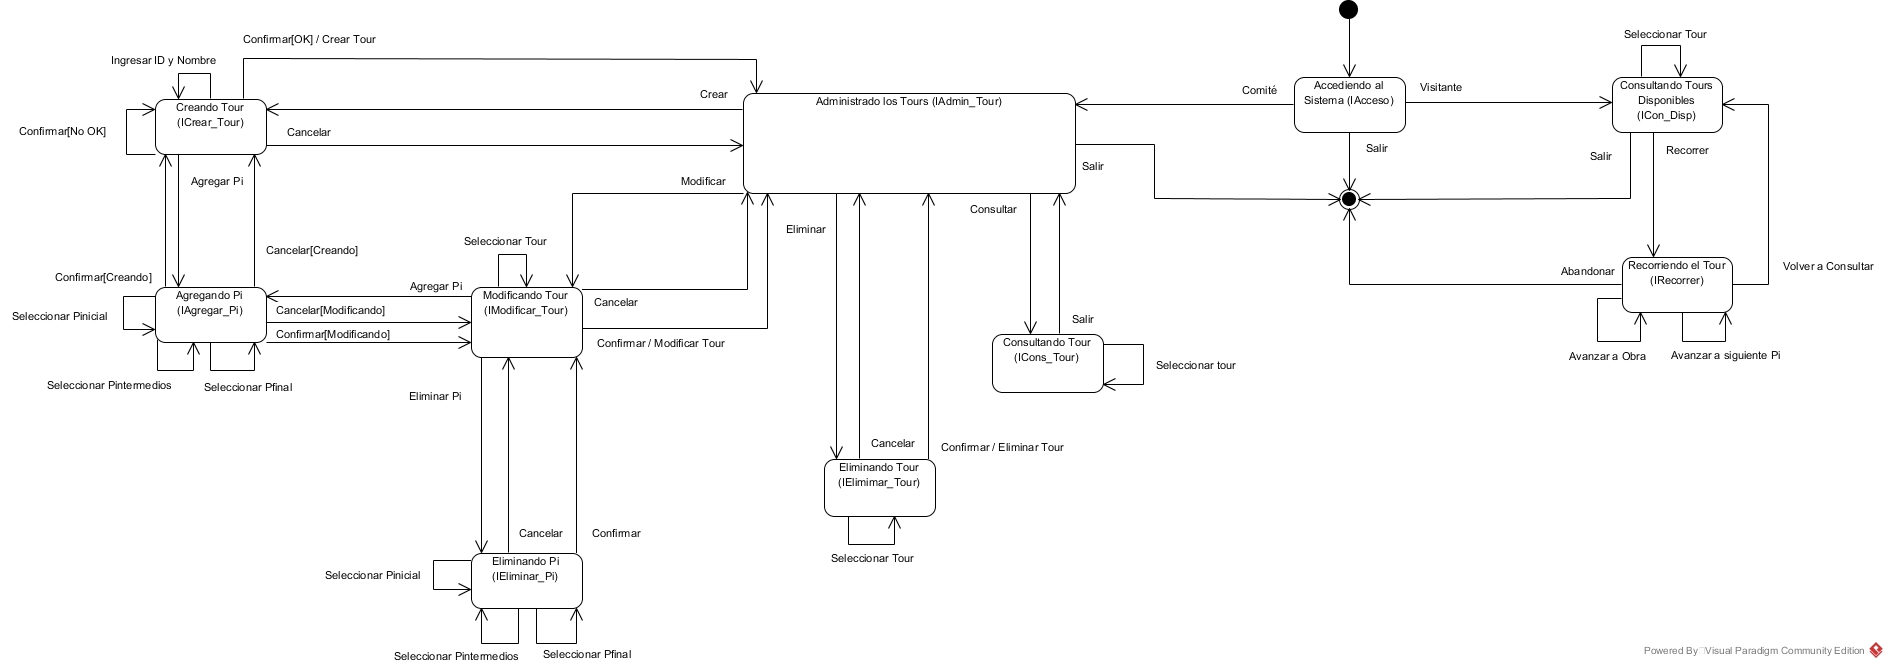 Confirmar[OK] / Crear Tour
Ingresar ID y Nombre
Creando Tour
(ICrear_Tour)
Confirmar[No OK]
Crear
Cancelar
Administrado los Tours (IAdmin_Tour)
Comité
Accediendo al
Sistema (IAcceso)
Visitante
Seleccionar Tour
Consultando Tours
Disponibles
(ICon_Disp)
Salir
Salir
Recorrer
Salir
Agregar Pi
Modificar
Eliminar
Consultar
Cancelar[Creando]
Confirmar[Creando]
Seleccionar Tour
Agregando Pi
(IAgregar_Pi)
Seleccionar Pinicial
Seleccionar Pintermedios
Seleccionar Pfinal
Agregar Pi
Cancelar[Modificando]
Confirmar[Modificando]
Modificando Tour
(IModificar_Tour)
Cancelar
Confirmar / Modificar Tour
Salir
Consultando Tour
(ICons_Tour)
Seleccionar tour
Abandonar
Recorriendo el Tour
(IRecorrer)
Volver a Consultar
Avanzar a Obra
Avanzar a siguiente Pi
Eliminar Pi
Cancelar
Confirmar
Cancelar
Confirmar / Eliminar Tour
Eliminando Tour
(IElimimar_Tour)
Seleccionar Tour
Eliminando Pi
(IEliminar_Pi)
Seleccionar Pinicial
Seleccionar Pintermedios
Seleccionar Pfinal
Powered By Visual Paradigm Community Edition